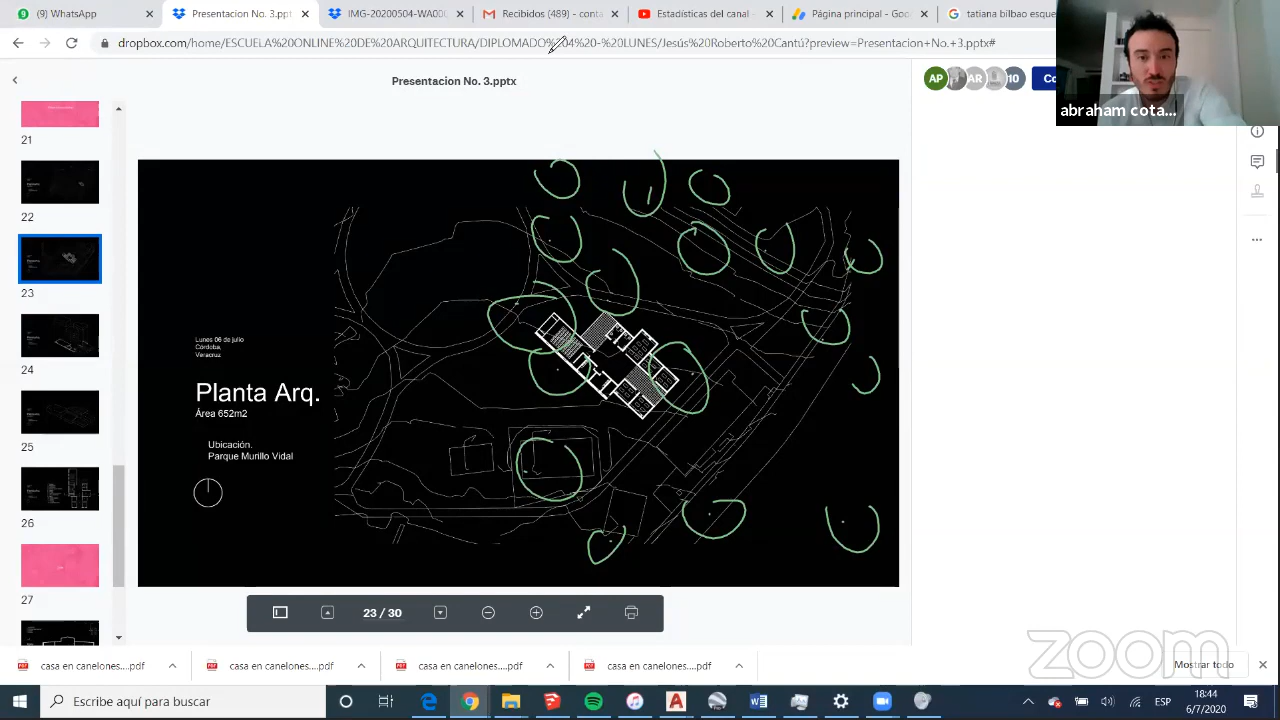 WhatsApp
Presentación No. 3.pptx
IMG-20200504-WA00
Gmail (489) - conta
Estadísticas del canal -
Página principal - Goo
tatiana bilbao esque
dropbox.com/ESCUELA%20ONLINE%20DE%20ARQUITECTURA/DIPLOMADO%204%20-%20LUNES/Jesús%20Roberto%20Cantú?preview=Presentacion+No.+3.pptx#
Presentacion No. 3.pptx
AP
AR
10
Co
abraham cota...
21
22
23
24
25
26
27
Lunes 06 de julio
Córdoba,
Veracruz
Planta Arq.
Área 652m2
Ubicación.
Parque Murillo Vidal
23 / 30
zoom
casa en canelones....pdf
casa en canelones....pdf
casa en canelones....pdf
casa en canelones....pdf
Mostrar todo
Escribe aquí para buscar
ESP
18:44
6/7/2020